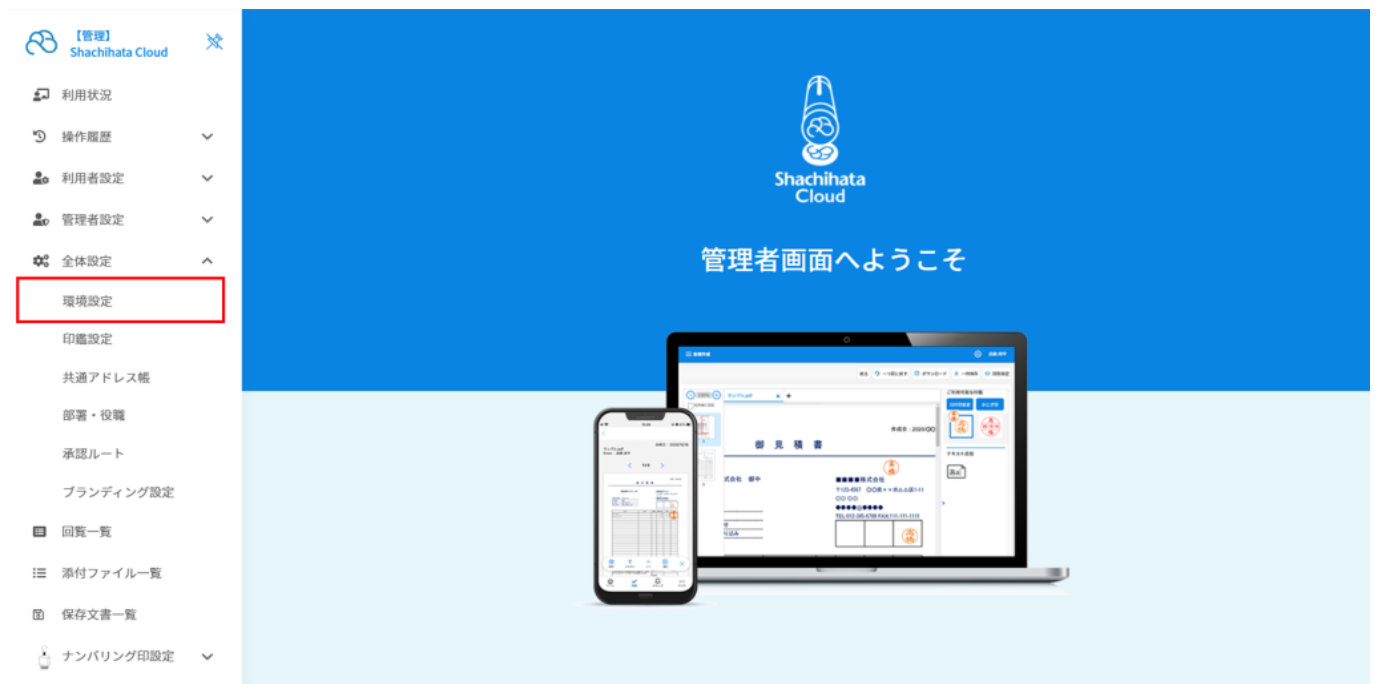 【管理】
Shachihata Cloud
利用状況
操作履歴
利用者設定
管理者設定
全体設定
環境設定
印鑑設定
共通アドレス帳
部署・役職
承認ルート
ブランディング設定
回覧一覧
添付ファイル一覧
保存文書一覧
ナンバリング印設定
Shachihata
Cloud
管理者画面へようこそ
サンプル.pdf
御見積書